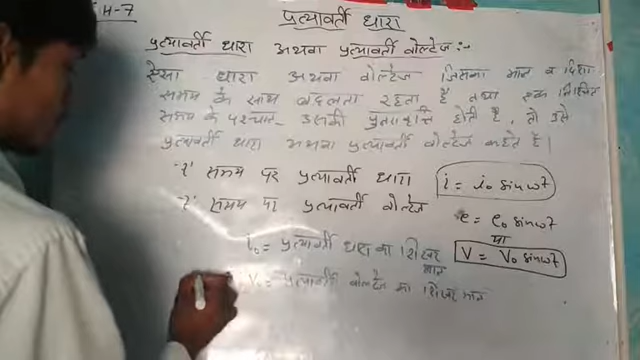 H-7
प्रत्यावर्ती धारा
प्रत्यावर्ती धारा अथवा प्रत्यावर्ती वोल्टेज :-
ऐसा धारा अथवा वोल्टेज जिसका मान व दिशा
समय के साथ बदलता रहता है तथा एक निश्चित
समय के पश्चात उसकी पुनरावृत्ति होती है, तो उसे
प्रत्यावर्ती धारा अथवा प्रत्यावर्ती वोल्टेज कहते हैं।
't' समय पर प्रत्यावर्ती धारा i = i₀ sinωt
't' समय पर प्रत्यावर्ती वोल्टेज e = e₀ sinωt
या
V = V₀ sinωt
i₀ = प्रत्यावर्ती धारा का शिखर मान
V₀ = प्रत्यावर्ती वोल्टेज का शिखर मान